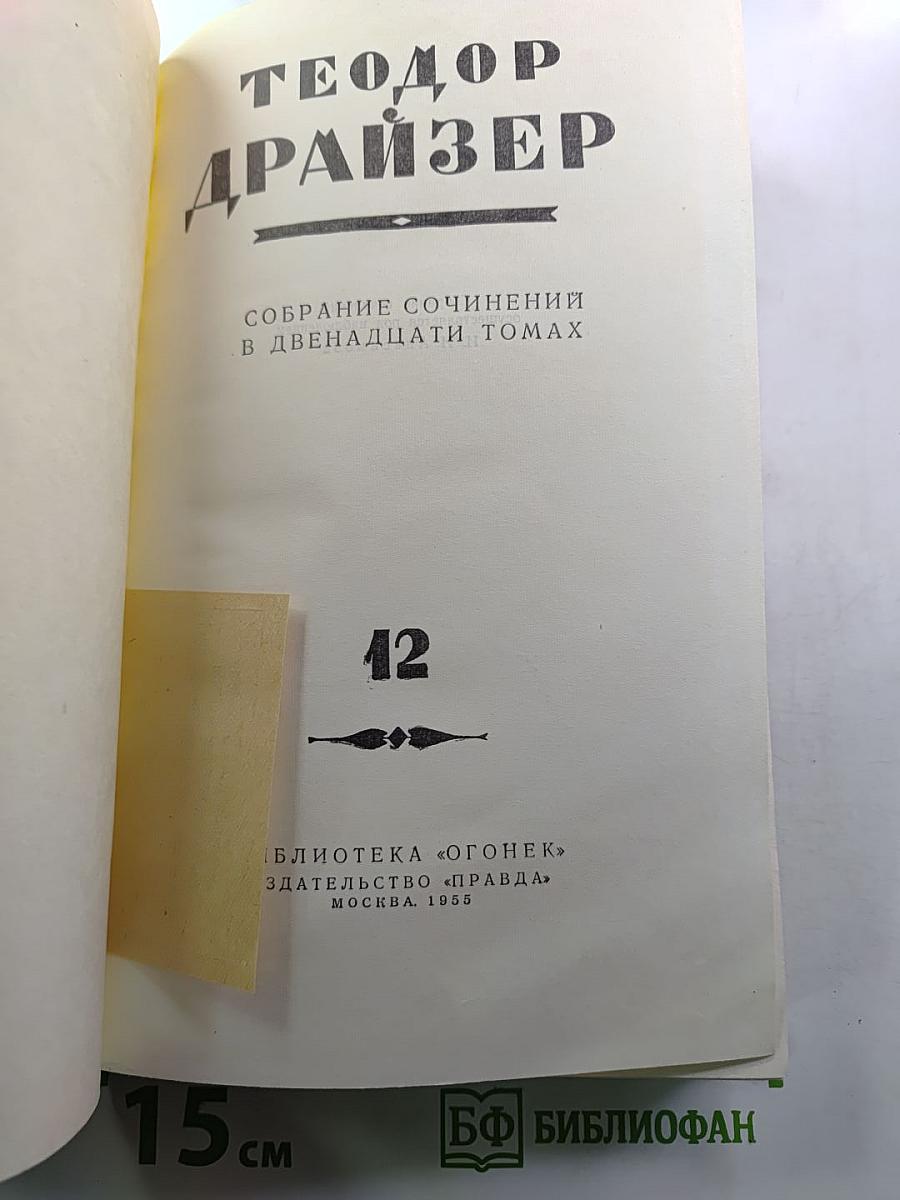 ТЕОДОР
ДРАЙЗЕР
СОБРАНИЕ СОЧИНЕНИЙ
В ДВЕНАДЦАТИ ТОМАХ
12
ИБЛИОТЕКА «ОГОНЕК»
ЗДАТЕЛЬСТВО «ПРАВДА»
МОСКВА. 1955
15 см
БФ БИБЛИОФАН